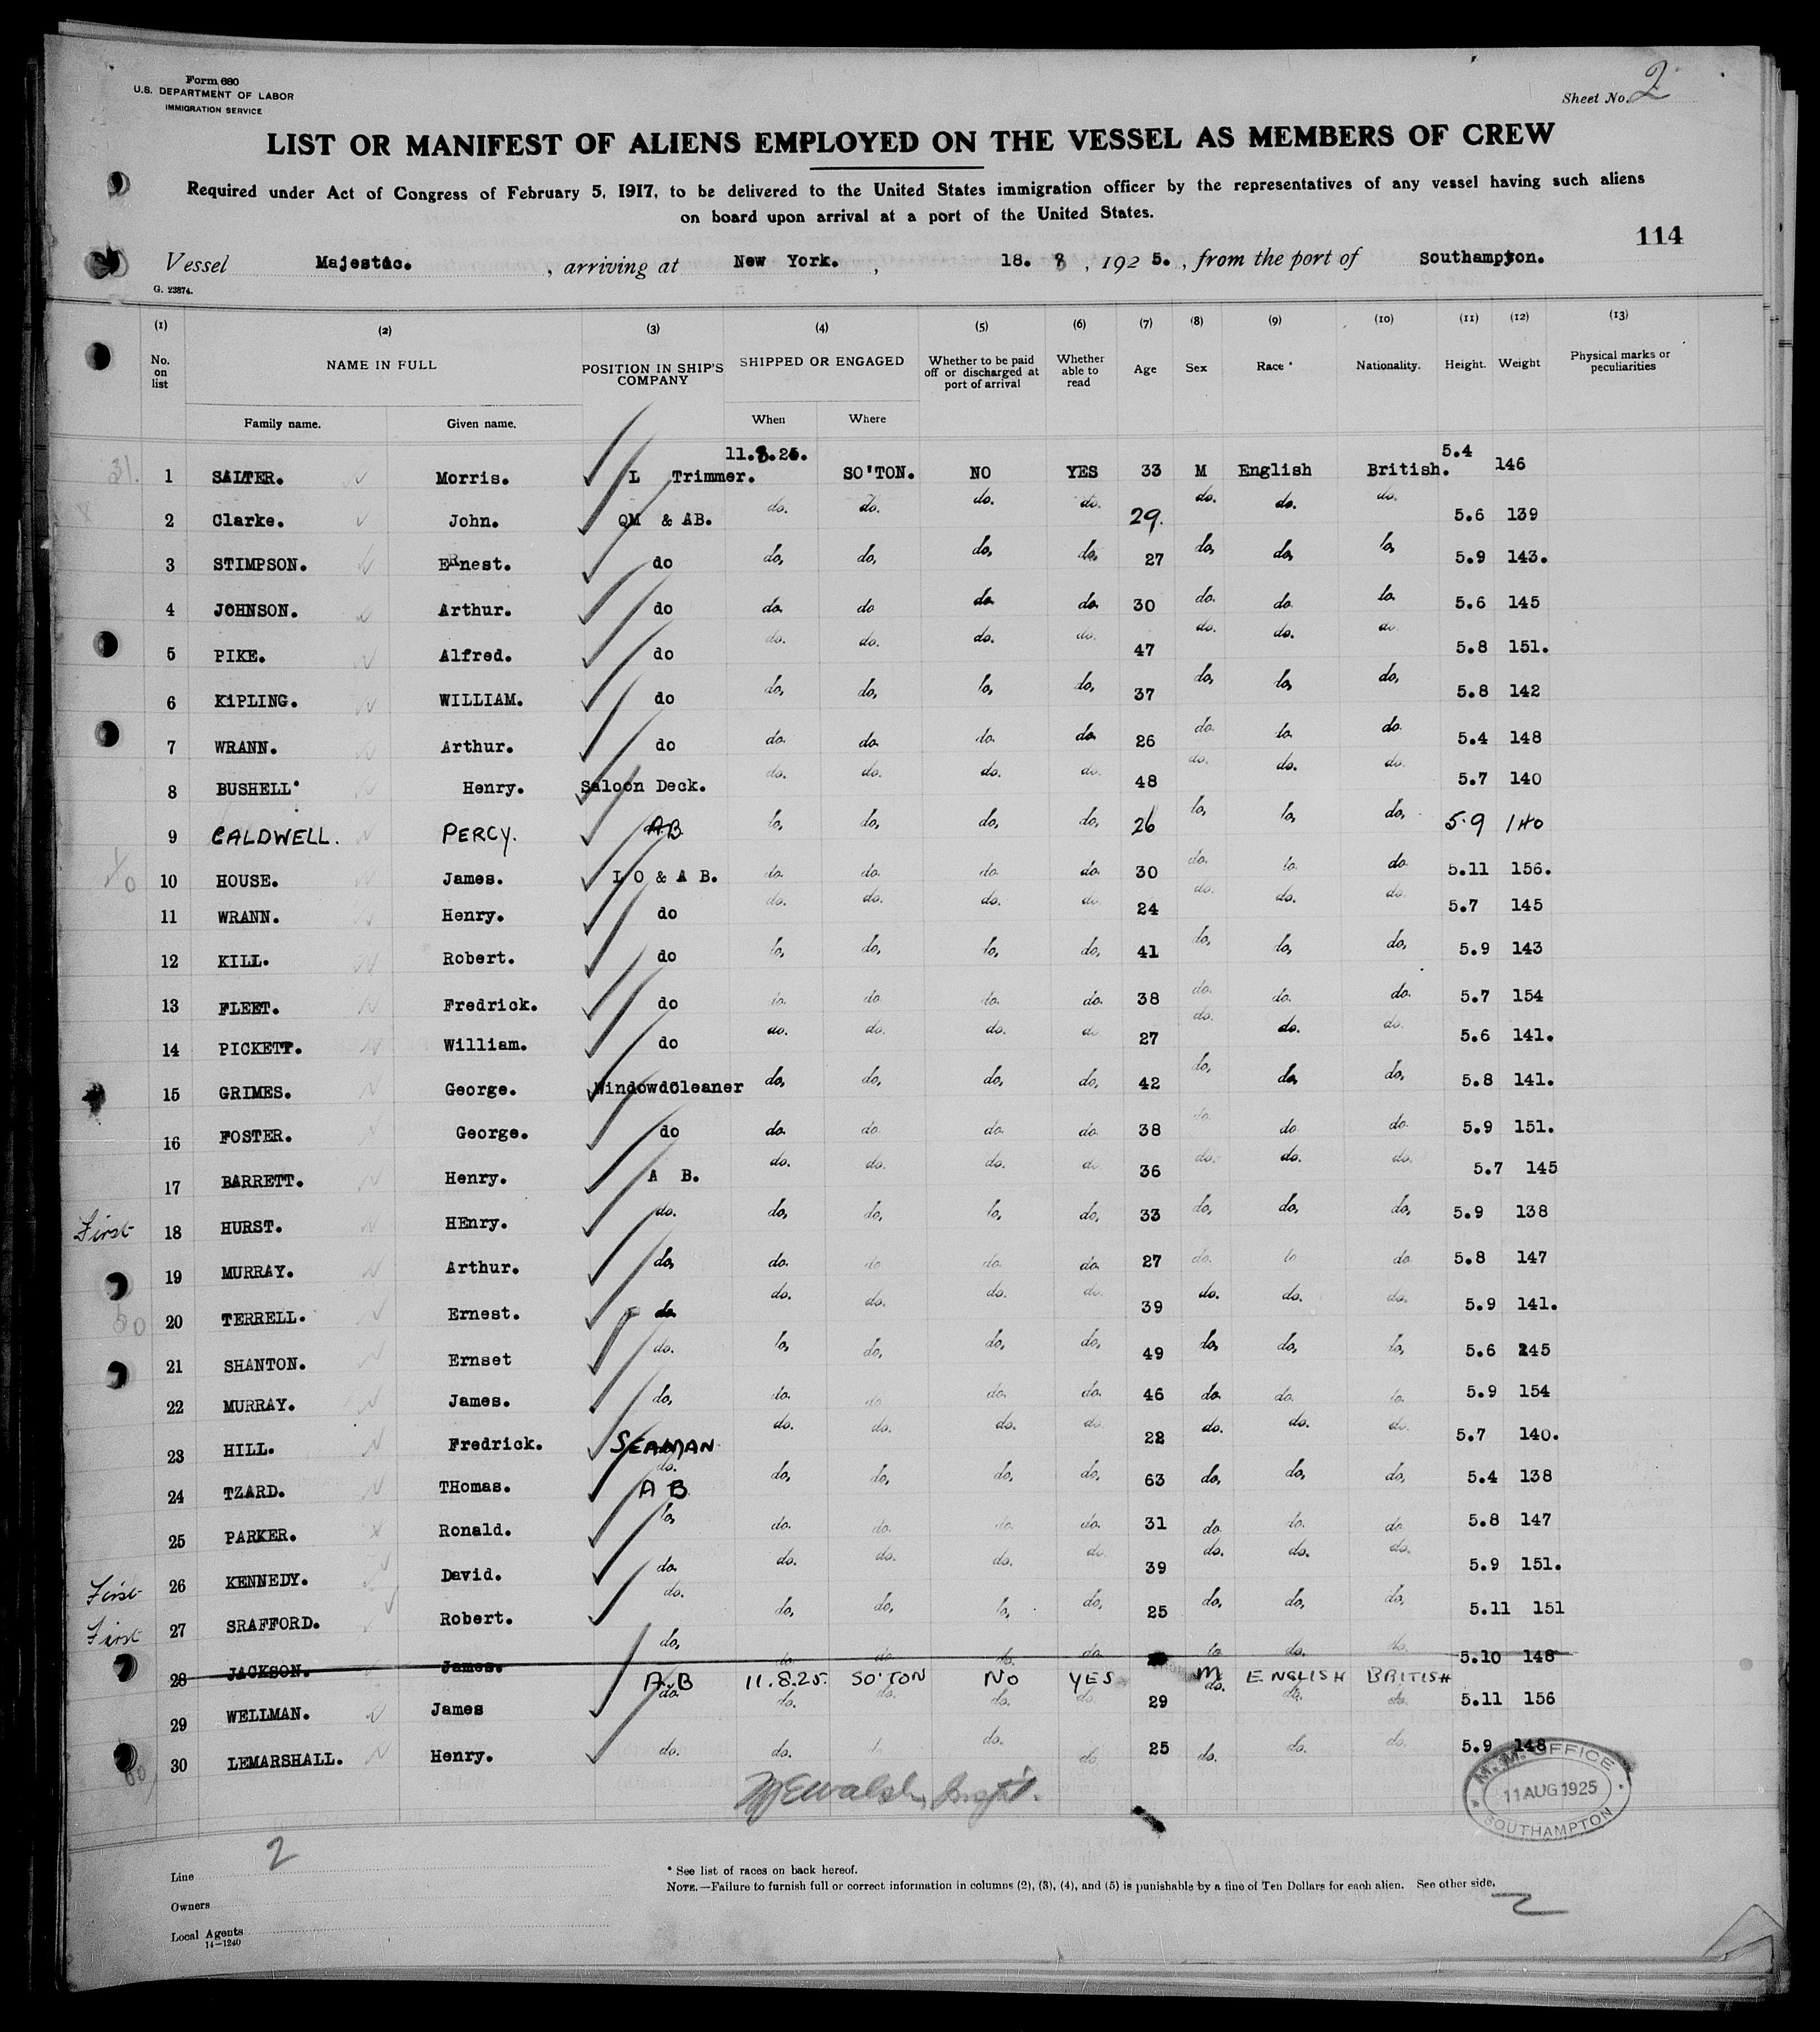 Form 680
U.S. DEPARTMENT OF LABOR
IMMIGRATION SERVICE
Sheet No. 2
LIST OR MANIFEST OF ALIENS EMPLOYED ON THE VESSEL AS MEMBERS OF CREW
Required under Act of Congress of February 5, 1917, to be delivered to the United States immigration officer by the representatives of any vessel having such aliens
on board upon arrival at a port of the United States.
114
Vessel Majestic. , arriving at New York. , 18. 8 , 192 5. , from the port of Southampton.
G. 23874.
(1) (2) (3) (4) (5) (6) (7) (8) (9) (10) (11) (12) (13)
No. on list NAME IN FULL POSITION IN SHIP'S COMPANY SHIPPED OR ENGAGED Whether to be paid off or discharged at port of arrival Whether able to read Age Sex Race * Nationality. Height. Weight Physical marks or peculiarities
Family name. Given name. When Where
31. 1 SALTER. Morris. L Trimmer. 11.8.25. SO'TON. NO YES 33 M English British. 5.4 146
2 Clarke. John. QM & AB. do. do. do. do. 29. do. do. do. 5.6 139
3 STIMPSON. ERnest. do do, do, do, do, 27 do, do, do, 5.9 143.
4 JOHNSON. Arthur. do do. do do. do. 30 do. do. do. 5.6 145
5 PIKE. Alfred. do do. do. do. do. 47 do. do. do. 5.8 151.
6 KiPLING. WILLIAM. do do, do, do, do, 37 do, do, do, 5.8 142
7 WRANN. Arthur. do do. do. do. do. 26 do. do. do. 5.4 148
8 BUSHELL. Henry. Saloon Deck. do. do. do. do. 48 do. do. do. 5.7 140
9 CALDWELL. PERCY. AB do, do, do, do, 26 do, do, do, 5.9 140
10 HOUSE. James. L O & A B. do. do. do. do. 30 do. do. do. 5.11 156.
11 WRANN. Henry. do do. do. do. do. 24 do. do. do. 5.7 145
12 KILL. Robert. do do, do, do, do, 41 do, do, do, 5.9 143
13 FLEET. Fredrick. do do. do. do. do. 38 do. do. do. 5.7 154
14 PICKETT. William. do do. do. do. do. 27 do. do. do. 5.6 141.
15 GRIMES. George. WindowdCleaner do, do, do, do, 42 do, do, do, 5.8 141.
16 FOSTER. George. do do. do. do. do. 38 do. do. do. 5.9 151.
17 BARRETT. Henry. A B. do. do. do. do. 36 do. do. do. 5.7 145
First 18 HURST. HEnry. do. do, do, do, do, 33 do, do, do, 5.9 138
19 MURRAY. Arthur. do, do. do do. do. 27 do. do do 5.8 147
20 TERRELL. Ernest. do. do. do. do. do. 39 do. do. do. 5.9 141.
21 SHANTON. Ernset do. do, do, do, do, 49 do, do, do, 5.6 145
22 MURRAY. James. do, do. do do. do. 46 do. do. do. 5.9 154
23 HILL. Fredrick. SEAMAN do. do. do. do. do. 22 do. do. do. 5.7 140.
24 TZARD. THomas. A B do, do, do, do, 63 do, do, do, 5.4 138
25 PARKER. Ronald. do, do. do. do. do. 31 do. do. do. 5.8 147
First 26 KENNEDY. David. do. do. do. do. do. 39 do. do. do. 5.9 151.
First 27 SRAFFORD. Robert. do. do, do, do, do, 25 do, do, do, 5.11 151
28 JACKSON. James. do, do. do. do. do. do. do. do. 5.10 148
A.B 11.8.25. SO'TON NO YES M ENGLISH BRITISH
29 WELLMAN. James do. do. do. do. do. 29 do. do. do. 5.11 156
30 LEMARSHALL. Henry. do. do. do. do. do. 25 do. do. do. 5.9 148
M. M. OFFICE
11 AUG 1925
SOUTHAMPTON
2
Line
Owners
Local Agents
14-1240
* See list of races on back hereof.
NOTE.—Failure to furnish full or correct information in columns (2), (3), (4), and (5) is punishable by a fine of Ten Dollars for each alien. See other side.